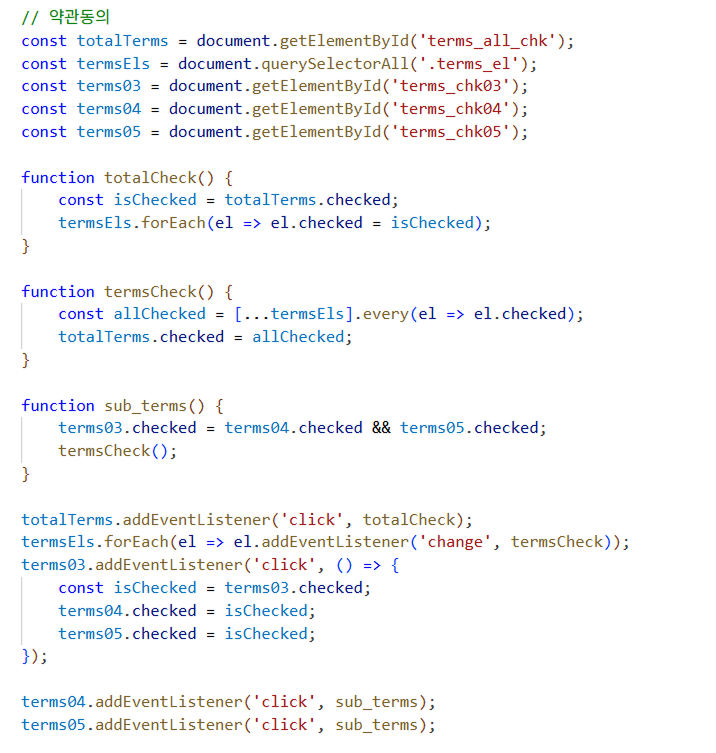 // 약관동의
const totalTerms = document.getElementById('terms_all_chk');
const termsEls = document.querySelectorAll('.terms_el');
const terms03 = document.getElementById('terms_chk03');
const terms04 = document.getElementById('terms_chk04');
const terms05 = document.getElementById('terms_chk05');

function totalCheck() {
    const isChecked = totalTerms.checked;
    termsEls.forEach(el => el.checked = isChecked);
}

function termsCheck() {
    const allChecked = [...termsEls].every(el => el.checked);
    totalTerms.checked = allChecked;
}

function sub_terms() {
    terms03.checked = terms04.checked && terms05.checked;
    termsCheck();
}

totalTerms.addEventListener('click', totalCheck);
termsEls.forEach(el => el.addEventListener('change', termsCheck));
terms03.addEventListener('click', () => {
    const isChecked = terms03.checked;
    terms04.checked = isChecked;
    terms05.checked = isChecked;
});

terms04.addEventListener('click', sub_terms);
terms05.addEventListener('click', sub_terms);